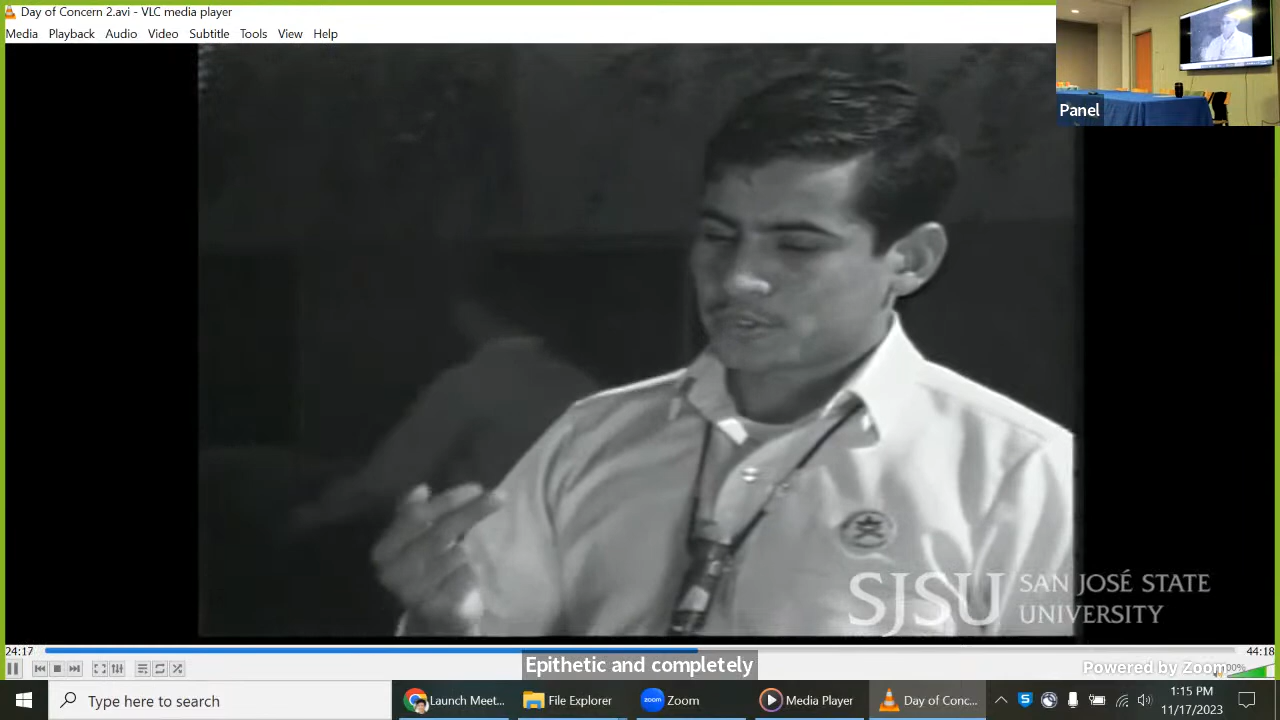 Day of Concern 2.avi - VLC media player
Media Playback Audio Video Subtitle Tools View Help
Panel
SJSU SAN JOSÉ STATE
UNIVERSITY
24:17
44:18
Epithetic and completely
Powered by Zoom
Type here to search
Launch Meet...
File Explorer
Zoom
Media Player
Day of Conc...
1:15 PM
11/17/2023